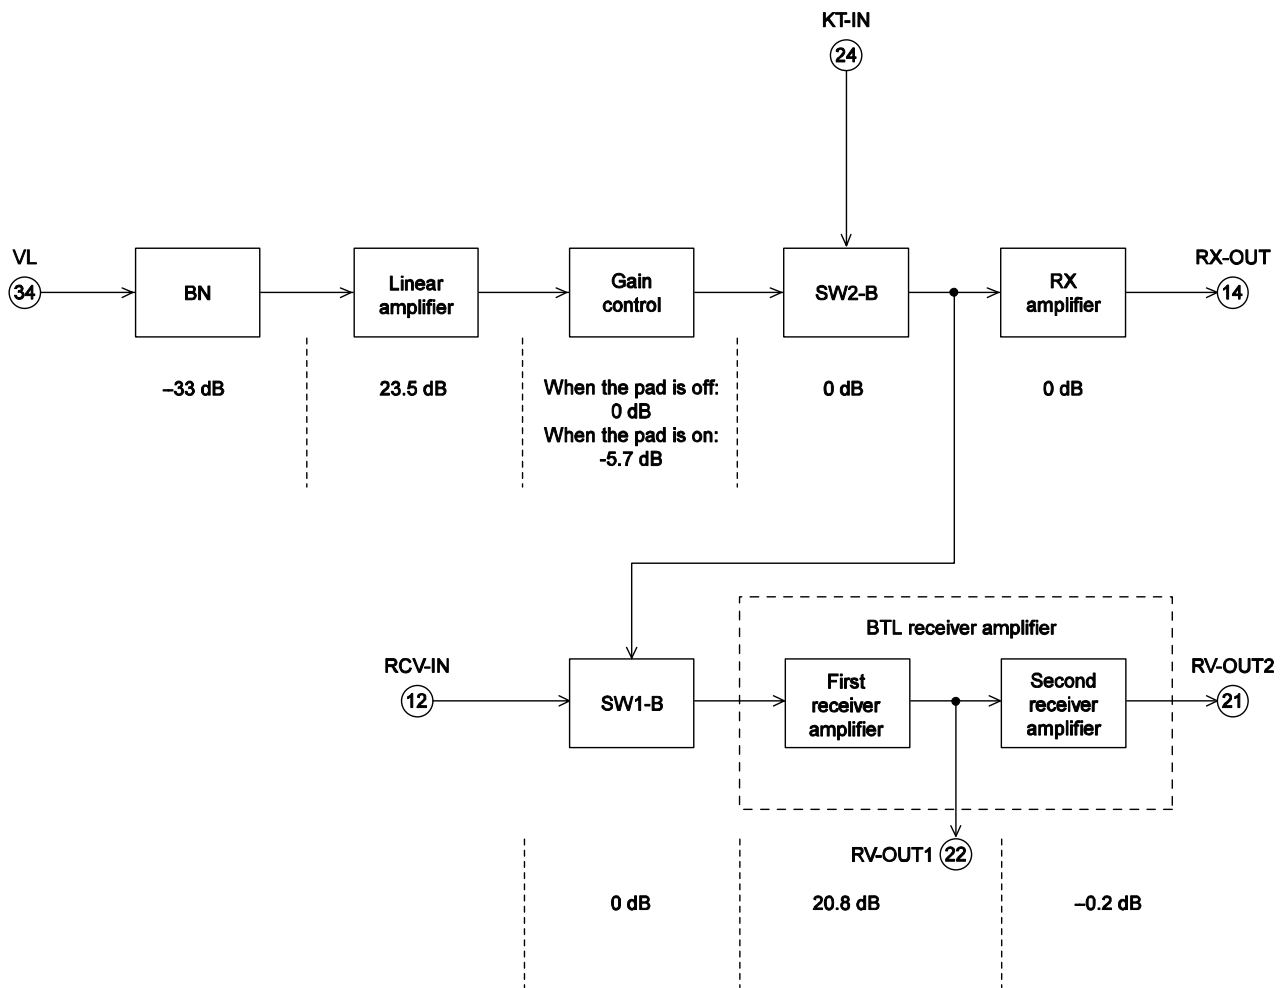 KT-IN
24
VL
34
BN
Linear
amplifier
Gain
control
SW2-B
RX
amplifier
RX-OUT
14
–33 dB
23.5 dB
When the pad is off:
0 dB
When the pad is on:
-5.7 dB
0 dB
0 dB
BTL receiver amplifier
RCV-IN
12
SW1-B
First
receiver
amplifier
Second
receiver
amplifier
RV-OUT2
21
RV-OUT1 22
0 dB
20.8 dB
–0.2 dB